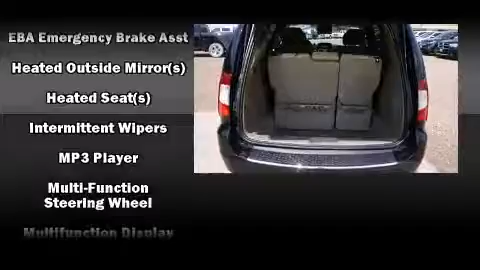 EBA Emergency Brake Asst
Heated Outside Mirror(s)
Heated Seat(s)
Intermittent Wipers
MP3 Player
Multi-Function
Steering Wheel
Multifunction Display